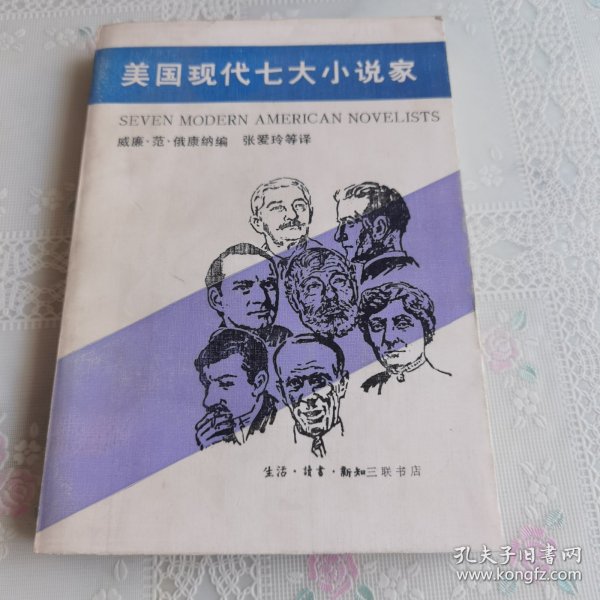 美国现代七大小说家
SEVEN MODERN AMERICAN NOVELISTS
威廉·范·俄康纳编 张爱玲等译
生活·讀书·新知三联书店
孔夫子旧书网
www.kongfz.com